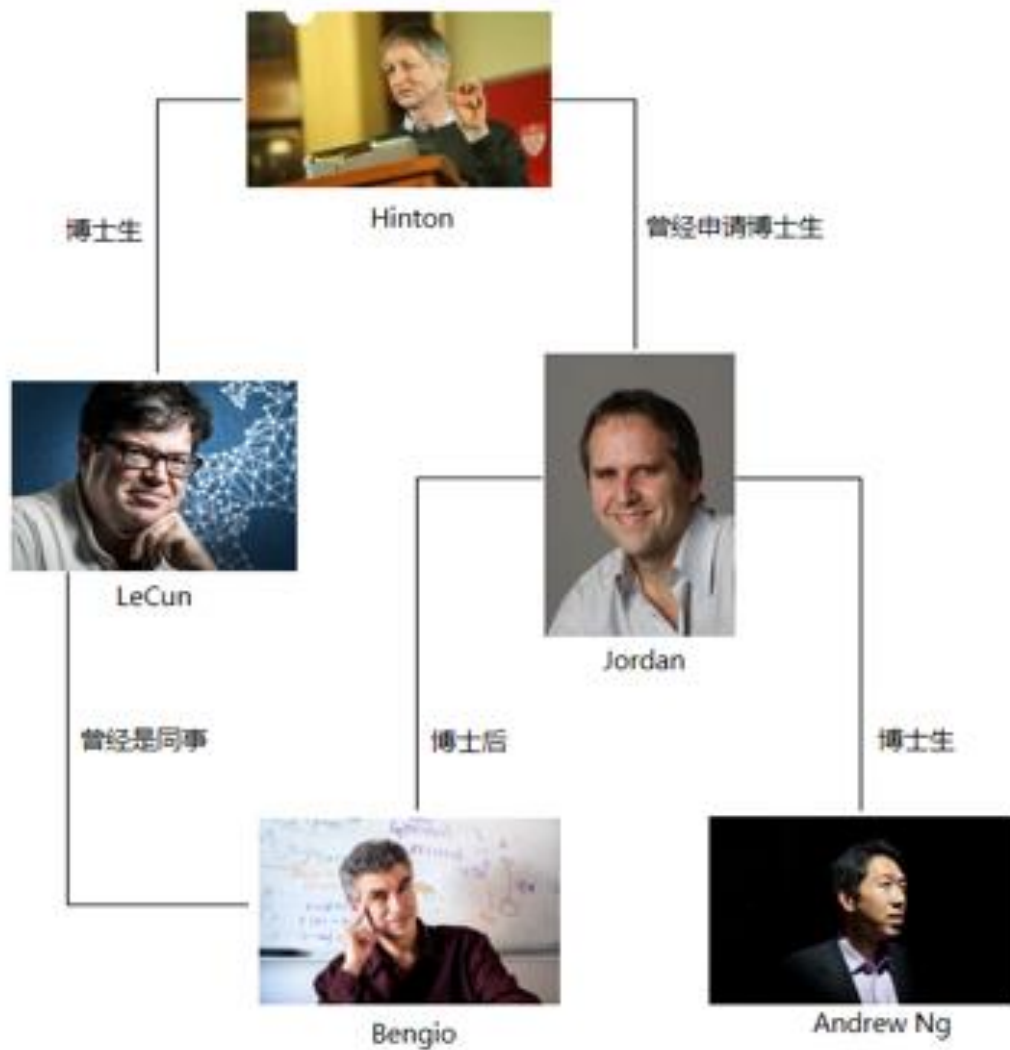 Hinton
博士生
曾经申请博士生
LeCun
Jordan
曾经是同事
博士后
博士生
Bengio
Andrew Ng